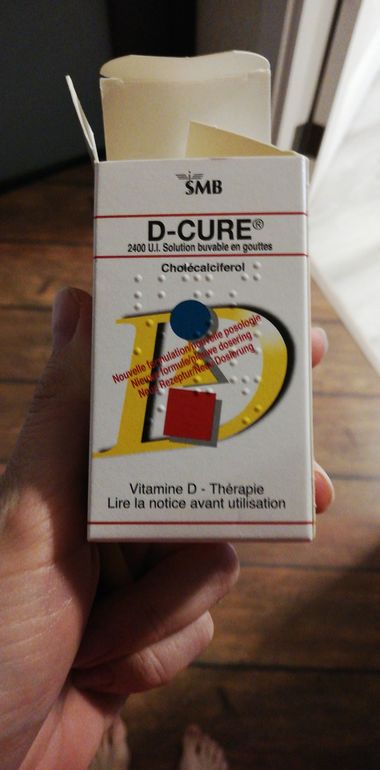 SMB
D-CURE®
2400 U.I. Solution buvable en gouttes
Cholécalciferol
D
Nouvelle formulation/nouvelle posologie
Nieuwe formule/nieuwe dosering
Neue Rezeptur/Neue Dosierung
Vitamine D - Thérapie
Lire la notice avant utilisation